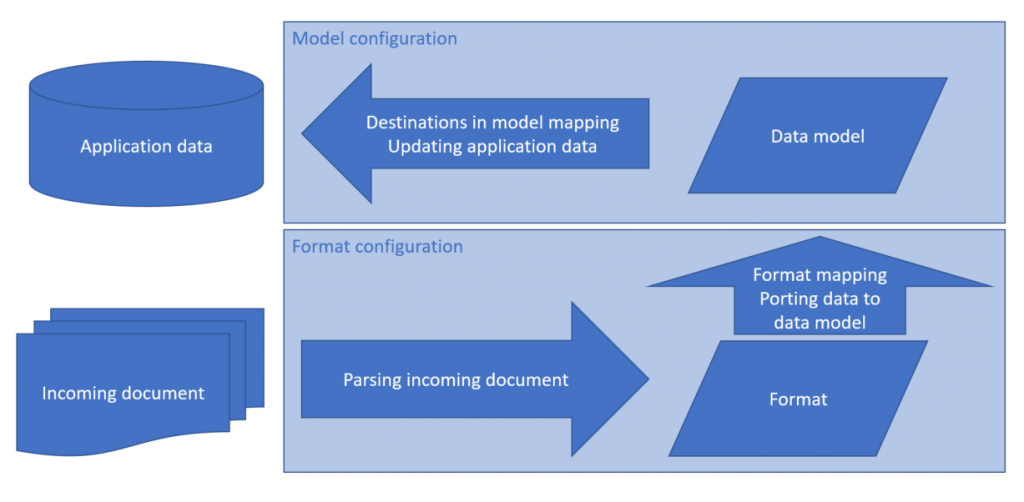 Model configuration
Application data
Destinations in model mapping
Updating application data
Data model
Format configuration
Format mapping
Porting data to
data model
Incoming document
Parsing incoming document
Format